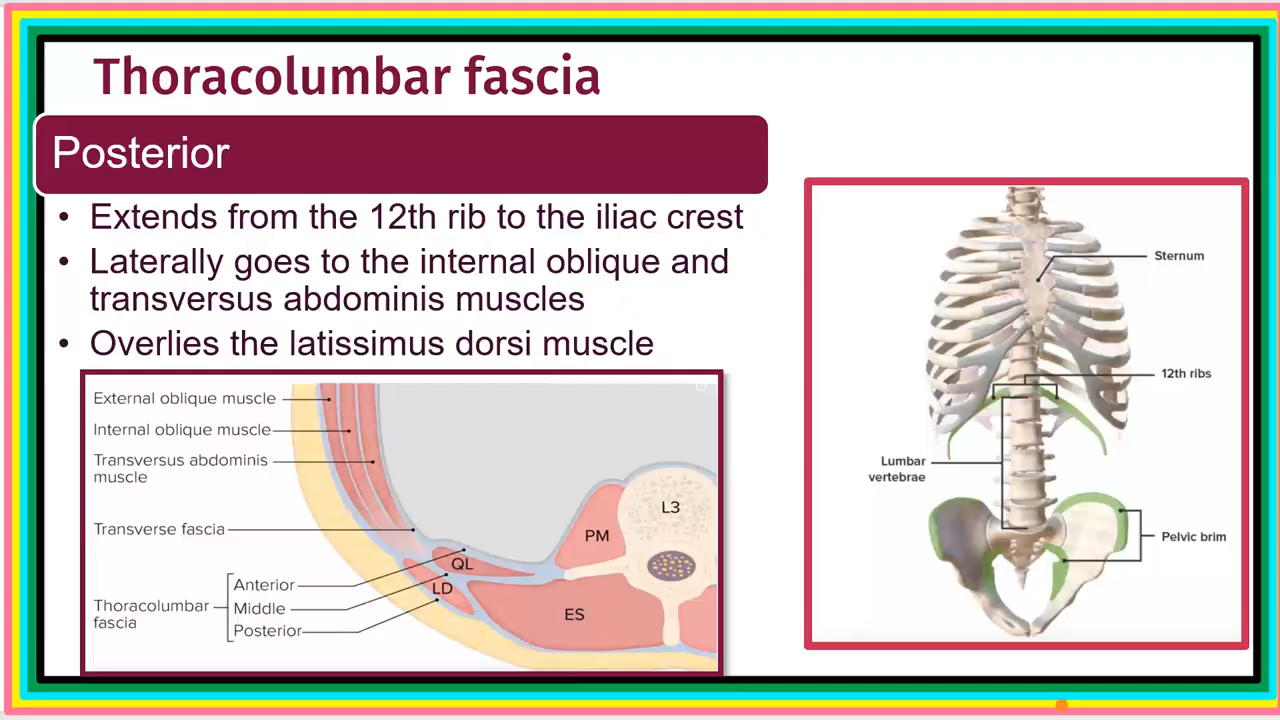 Thoracolumbar fascia
Posterior
• Extends from the 12th rib to the iliac crest
• Laterally goes to the internal oblique and
transversus abdominis muscles
• Overlies the latissimus dorsi muscle
External oblique muscle
Internal oblique muscle
Transversus abdominis
muscle
Transverse fascia
Thoracolumbar
fascia
Anterior
Middle
Posterior
QL
LD
PM
L3
ES
Sternum
12th ribs
Lumbar
vertebrae
Pelvic brim